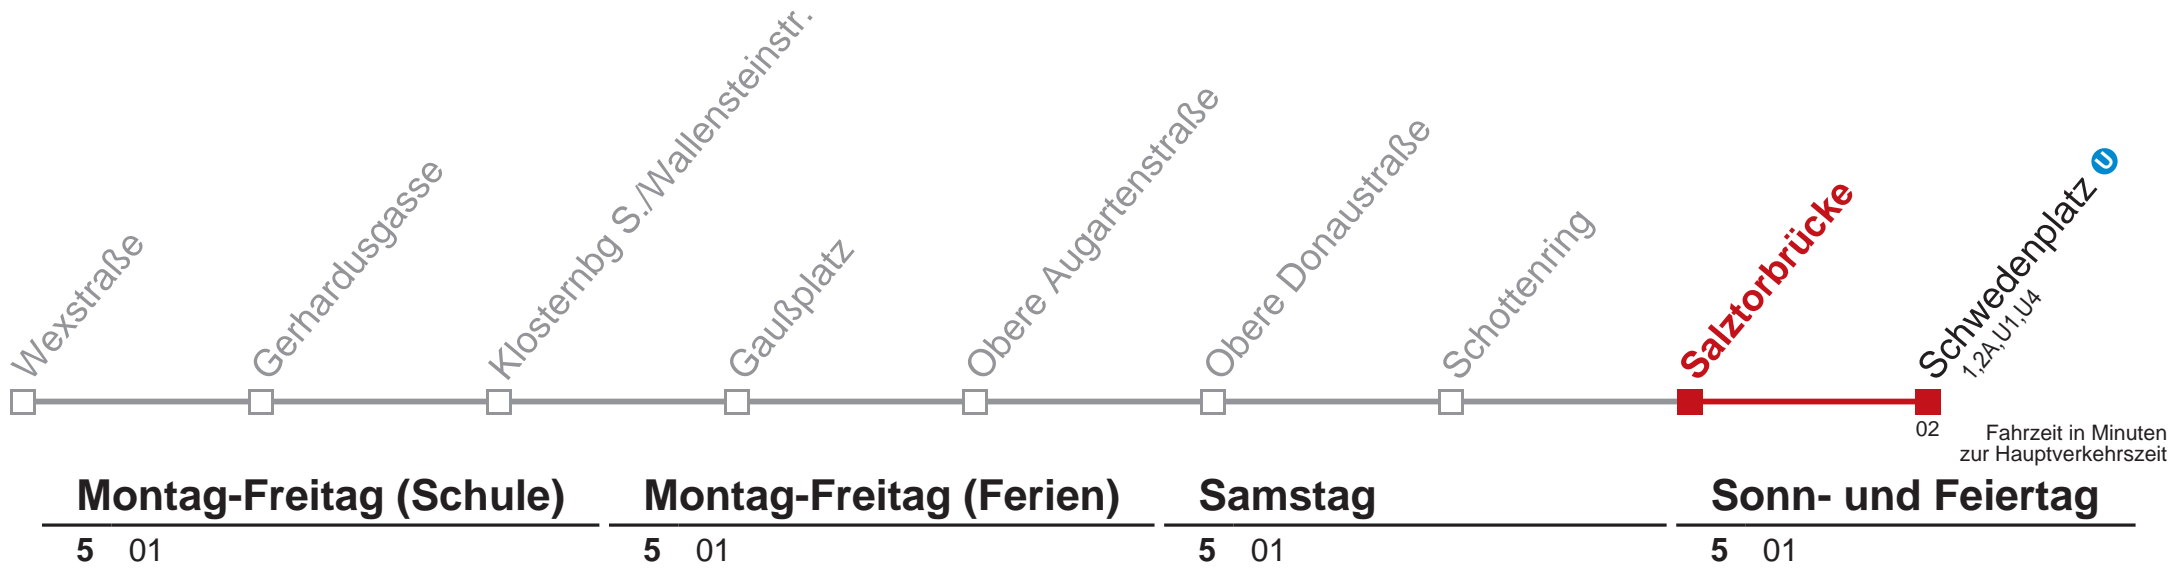 Wexstraße
Gerhardusgasse
Klosternbg S./Wallensteinstr.
Gaußplatz
Obere Augartenstraße
Obere Donaustraße
Schottenring
Salztorbrücke
Schwedenplatz U
1,2A,U1,U4
02
Fahrzeit in Minuten
zur Hauptverkehrszeit
Montag-Freitag (Schule) Montag-Freitag (Ferien) Samstag Sonn- und Feiertag
5 01 5 01 5 01 5 01